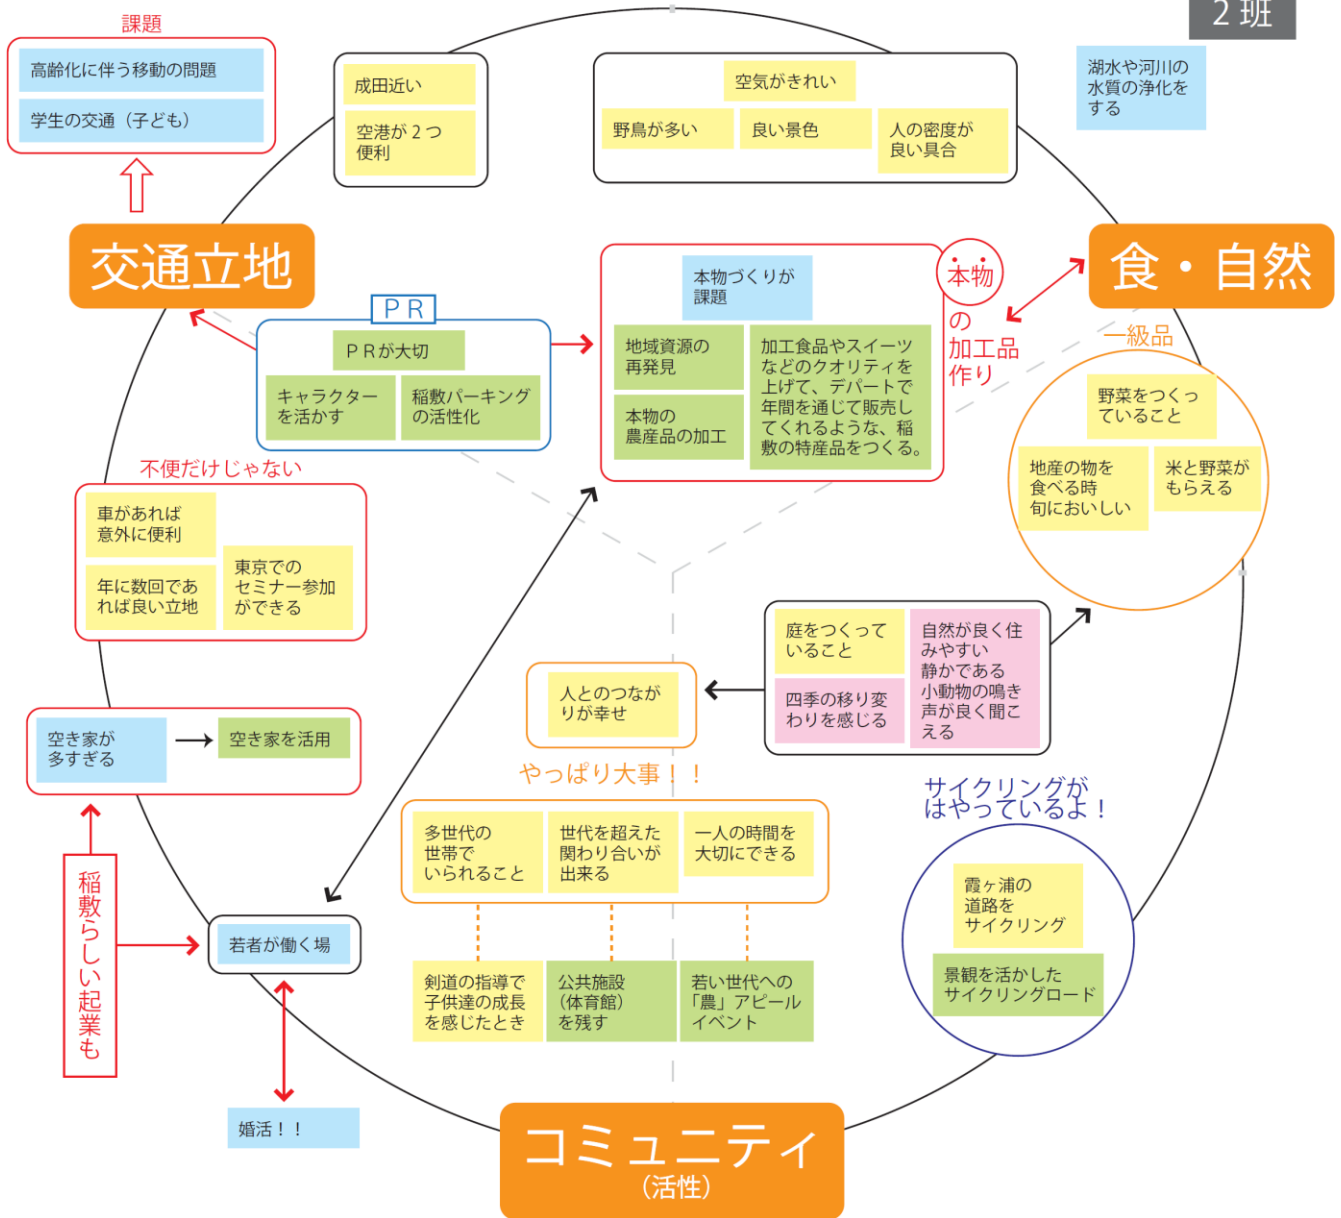 2 班
課題
高齢化に伴う移動の問題
学生の交通（子ども）
成田近い
空港が 2 つ
便利
空気がきれい
野鳥が多い
良い景色
人の密度が
良い具合
湖水や河川の
水質の浄化を
する
交通立地
食・自然
ＰＲ
ＰＲが大切
キャラクター
を活かす
稲敷パーキング
の活性化
本物づくりが
課題
地域資源の
再発見
本物の
農産品の加工
加工食品やスイーツ
などのクオリティを
上げて、デパートで
年間を通じて販売し
てくれるような、稲
敷の特産品をつくる。
本物
の
加工品
作り
一級品
野菜をつくっ
ていること
地産の物を
食べる時
旬においしい
米と野菜が
もらえる
不便だけじゃない
車があれば
意外に便利
年に数回であ
れば良い立地
東京での
セミナー参加
ができる
庭をつくって
いること
四季の移り変
わりを感じる
自然が良く住
みやすい
静かである
小動物の鳴き
声が良く聞こ
える
人とのつなが
りが幸せ
やっぱり大事！！
空き家が
多すぎる
空き家を活用
多世代の
世帯で
いられること
世代を超えた
関わり合いが
出来る
一人の時間を
大切にできる
サイクリングが
はやっているよ！
霞ヶ浦の
道路を
サイクリング
景観を活かした
サイクリングロード
稲敷らしい起業も
若者が働く場
剣道の指導で
子供達の成長
を感じたとき
公共施設
（体育館）
を残す
若い世代への
「農」アピール
イベント
婚活！！
コミュニティ
（活性）